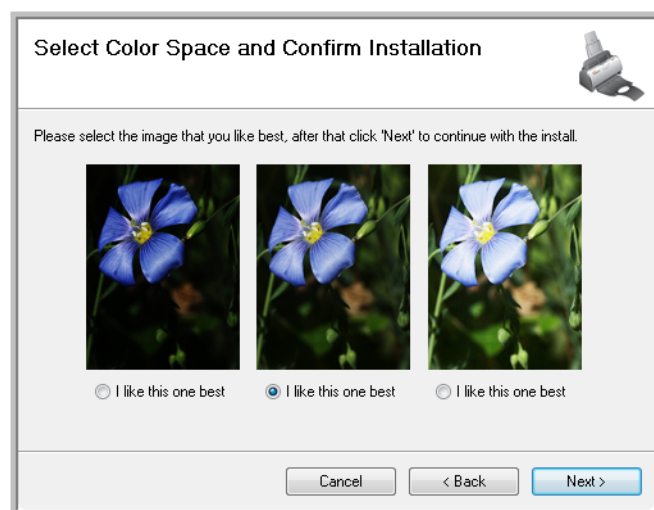 Select Color Space and Confirm Installation
Please select the image that you like best, after that click 'Next' to continue with the install.
I like this one best
I like this one best
I like this one best
Cancel
< Back
Next >